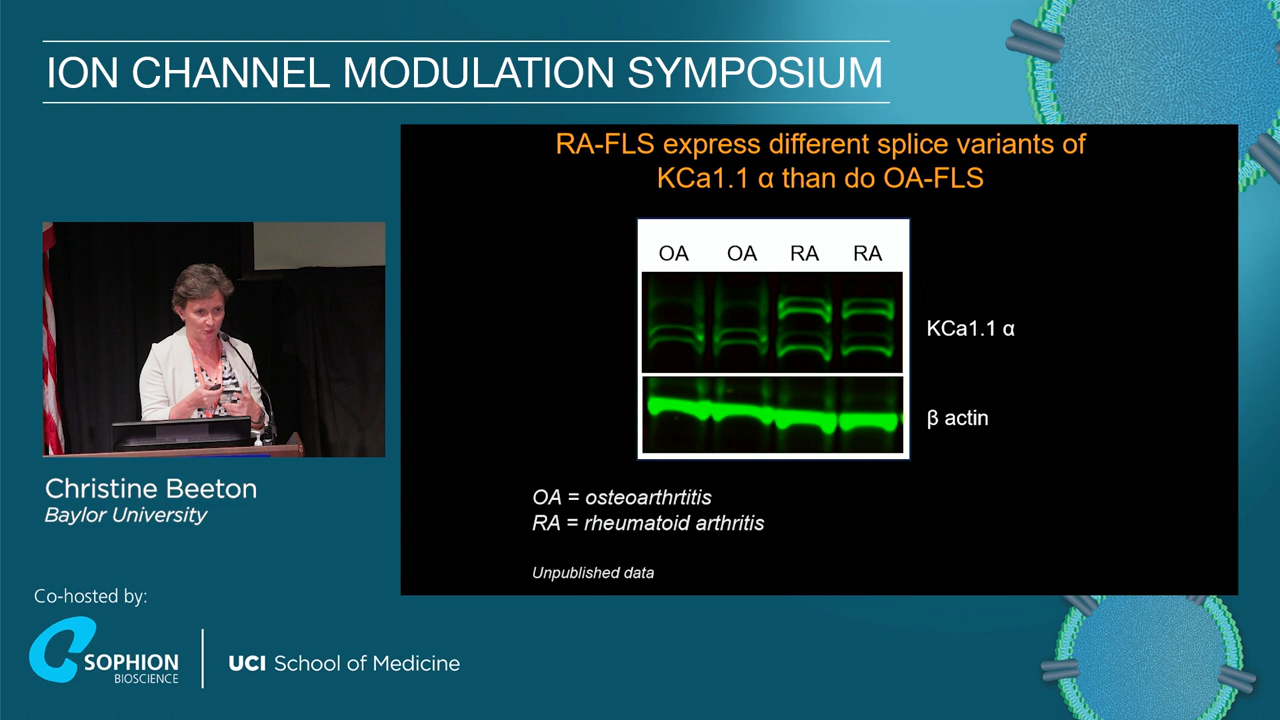 ION CHANNEL MODULATION SYMPOSIUM
RA-FLS express different splice variants of
KCa1.1 α than do OA-FLS
OA OA RA RA
KCa1.1 α
β actin
OA = osteoarthrtitis
RA = rheumatoid arthritis
Unpublished data
Christine Beeton
Baylor University
Co-hosted by:
SOPHION
BIOSCIENCE
UCI School of Medicine